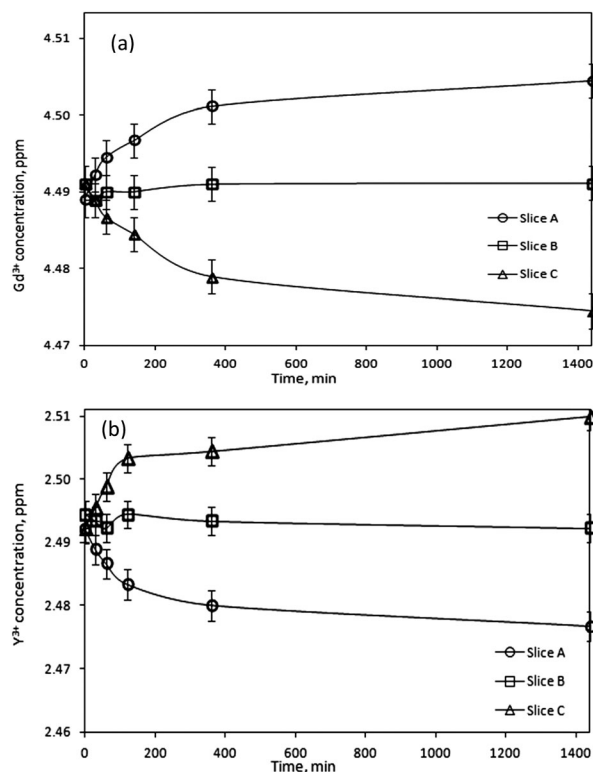 (a)
4.51
4.50
4.49
4.48
4.47
Gd³⁺ concentration, ppm
Slice A
Slice B
Slice C
0 200 400 600 800 1000 1200 1400
Time, min
(b)
2.51
2.50
2.49
2.48
2.47
2.46
Y³⁺ concentration, ppm
Slice A
Slice B
Slice C
0 200 400 600 800 1000 1200 1400
Time, min